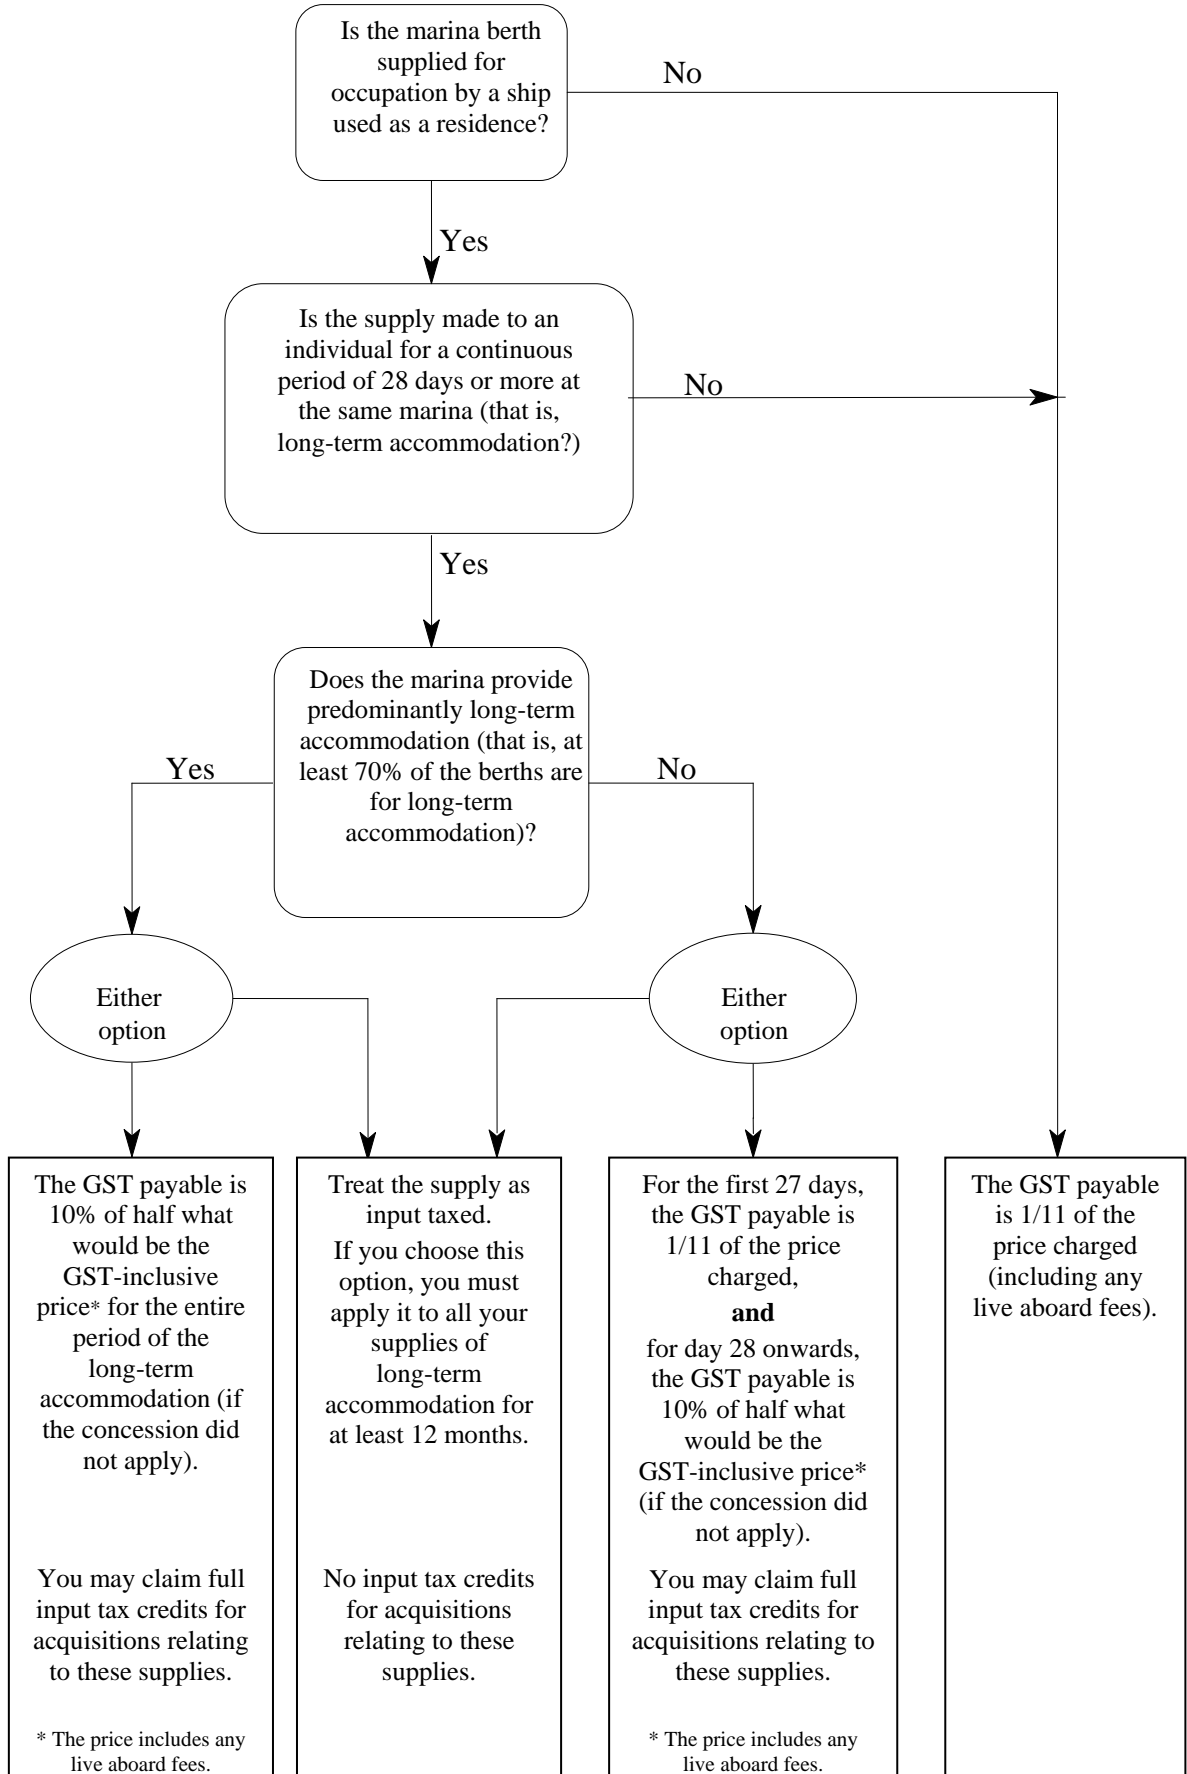 Is the marina berth
supplied for
occupation by a ship
used as a residence?
No
Yes
Is the supply made to an
individual for a continuous
period of 28 days or more at
the same marina (that is,
long-term accommodation?)
No
Yes
Does the marina provide
predominantly long-term
accommodation (that is, at
least 70% of the berths are
for long-term
accommodation)?
Yes
No
Either
option
Either
option
The GST payable is
10% of half what
would be the
GST-inclusive
price* for the entire
period of the
long-term
accommodation (if
the concession did
not apply).
You may claim full
input tax credits for
acquisitions relating
to these supplies.
* The price includes any
live aboard fees.
Treat the supply as
input taxed.
If you choose this
option, you must
apply it to all your
supplies of
long-term
accommodation for
at least 12 months.
No input tax credits
for acquisitions
relating to these
supplies.
For the first 27 days,
the GST payable is
1/11 of the price
charged,
and
for day 28 onwards,
the GST payable is
10% of half what
would be the
GST-inclusive price*
(if the concession did
not apply).
You may claim full
input tax credits for
acquisitions relating to
these supplies.
* The price includes any
live aboard fees.
The GST payable
is 1/11 of the
price charged
(including any
live aboard fees).